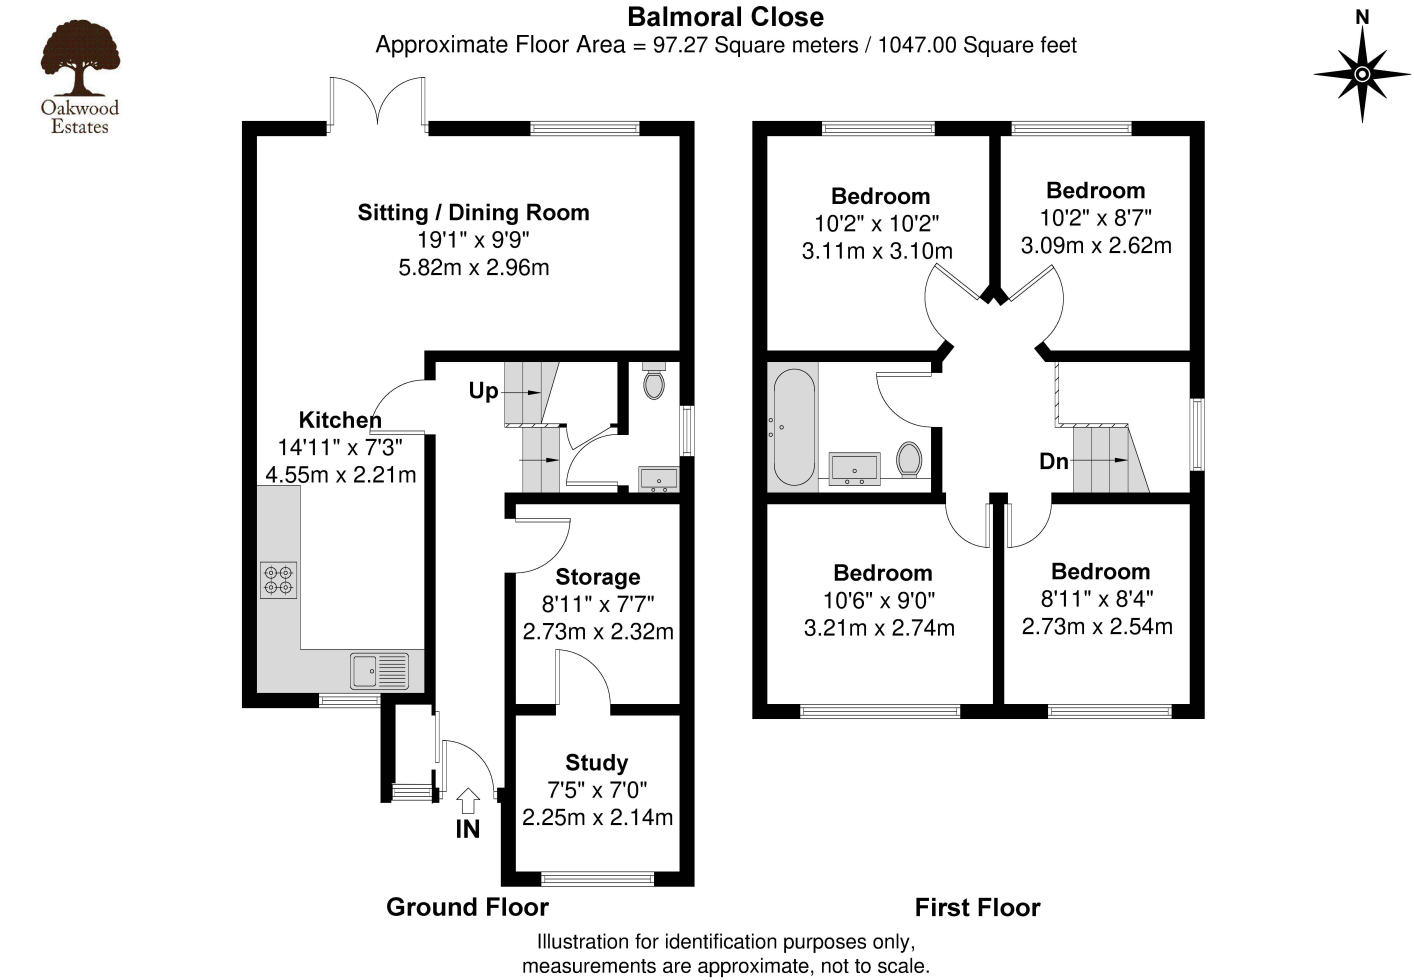 Balmoral Close
Approximate Floor Area = 97.27 Square meters / 1047.00 Square feet
N
Oakwood
Estates
Sitting / Dining Room
19'1" x 9'9"
5.82m x 2.96m
Up
Kitchen
14'11" x 7'3"
4.55m x 2.21m
Storage
8'11" x 7'7"
2.73m x 2.32m
Study
7'5" x 7'0"
2.25m x 2.14m
IN
Ground Floor
Bedroom
10'2" x 10'2"
3.11m x 3.10m
Bedroom
10'2" x 8'7"
3.09m x 2.62m
Dn
Bedroom
10'6" x 9'0"
3.21m x 2.74m
Bedroom
8'11" x 8'4"
2.73m x 2.54m
First Floor
Illustration for identification purposes only,
measurements are approximate, not to scale.